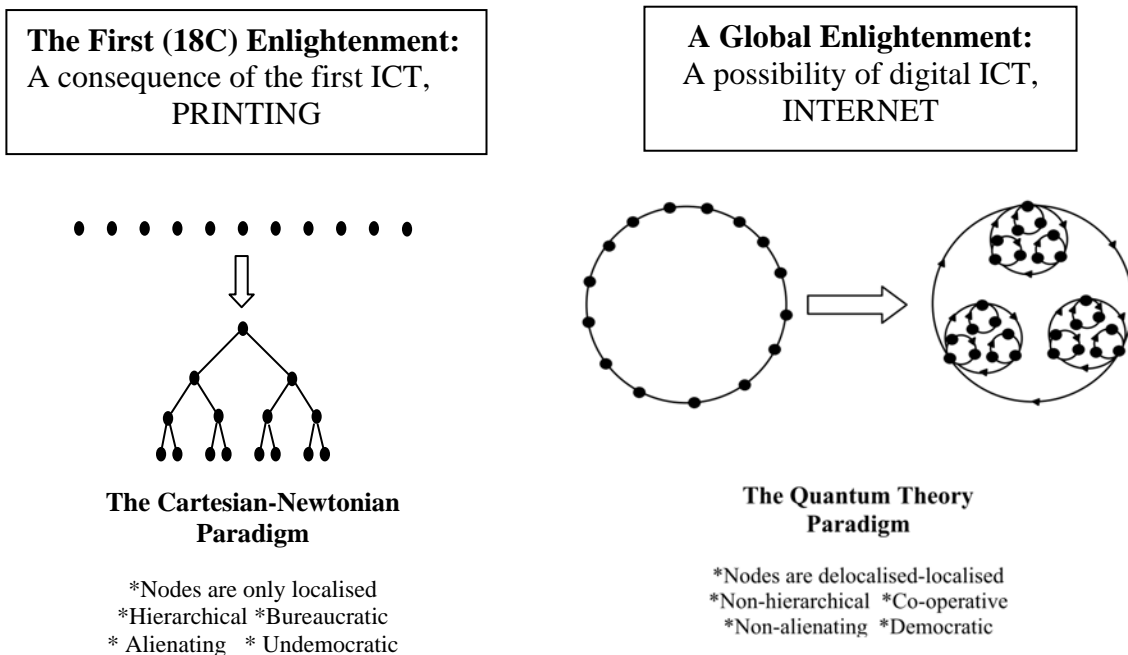 The First (18C) Enlightenment:
A consequence of the first ICT,
PRINTING
The Cartesian-Newtonian
Paradigm
*Nodes are only localised
*Hierarchical *Bureaucratic
* Alienating * Undemocratic
A Global Enlightenment:
A possibility of digital ICT,
INTERNET
The Quantum Theory
Paradigm
*Nodes are delocalised-localised
*Non-hierarchical *Co-operative
*Non-alienating *Democratic